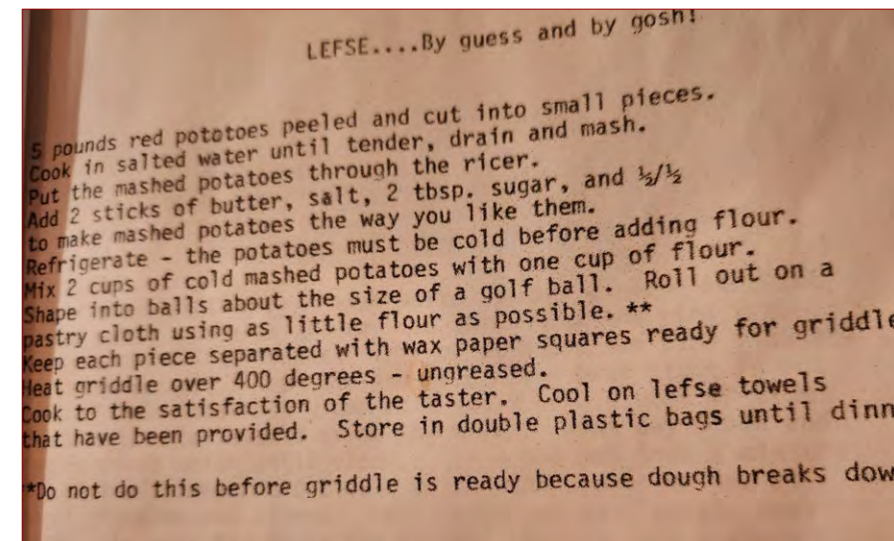 LEFSE....By guess and by gosh!
5 pounds red pototoes peeled and cut into small pieces.
Cook in salted water until tender, drain and mash.
Put the mashed potatoes through the ricer.
Add 2 sticks of butter, salt, 2 tbsp. sugar, and ½/½
to make mashed potatoes the way you like them.
Refrigerate - the potatoes must be cold before adding flour.
Mix 2 cups of cold mashed potatoes with one cup of flour.
Shape into balls about the size of a golf ball. Roll out on a
pastry cloth using as little flour as possible. **
Keep each piece separated with wax paper squares ready for griddle
Heat griddle over 400 degrees - ungreased.
Cook to the satisfaction of the taster. Cool on lefse towels
that have been provided. Store in double plastic bags until dinn
**Do not do this before griddle is ready because dough breaks dow